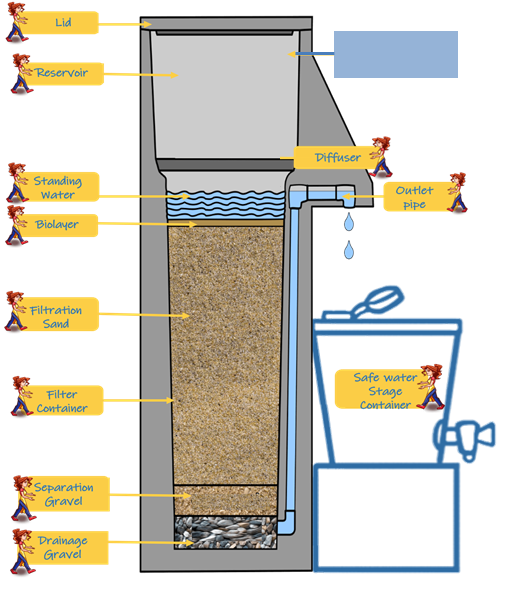 Lid
Reservoir
Diffuser
Standing
Water
Outlet
pipe
Biolayer
Filtration
Sand
Safe water
Stage
Container
Filter
Container
Separation
Gravel
Drainage
Gravel